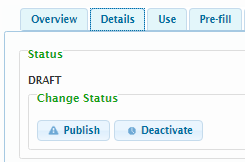 Overview Details Use Pre-fill
Status
DRAFT
Change Status
Publish Deactivate